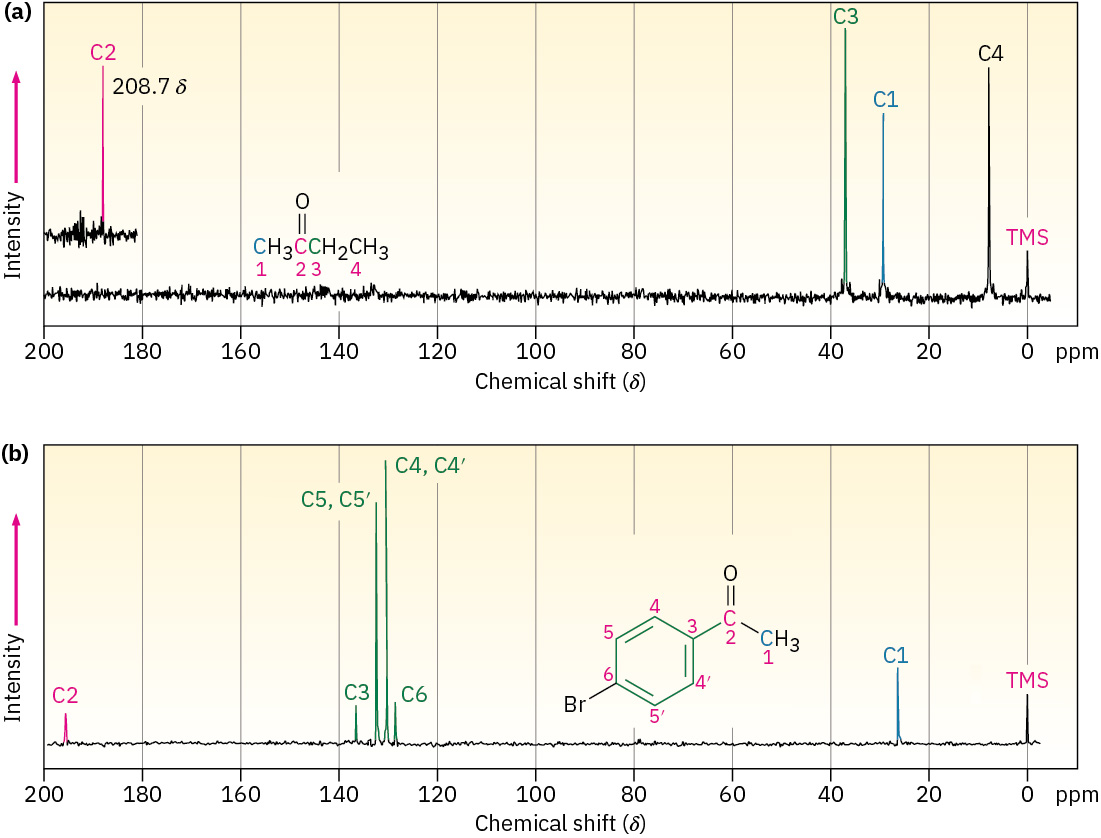 (a)
C2
208.7 δ
C3
C1
C4
TMS
Intensity
O
CH3CCH2CH3
1 2 3 4
200 180 160 140 120 100 80 60 40 20 0 ppm
Chemical shift (δ)
(b)
C4, C4′
C5, C5′
C2
C3
C6
C1
TMS
Intensity
O
C
2
CH3
1
3
4
5
6
4′
5′
Br
200 180 160 140 120 100 80 60 40 20 0 ppm
Chemical shift (δ)